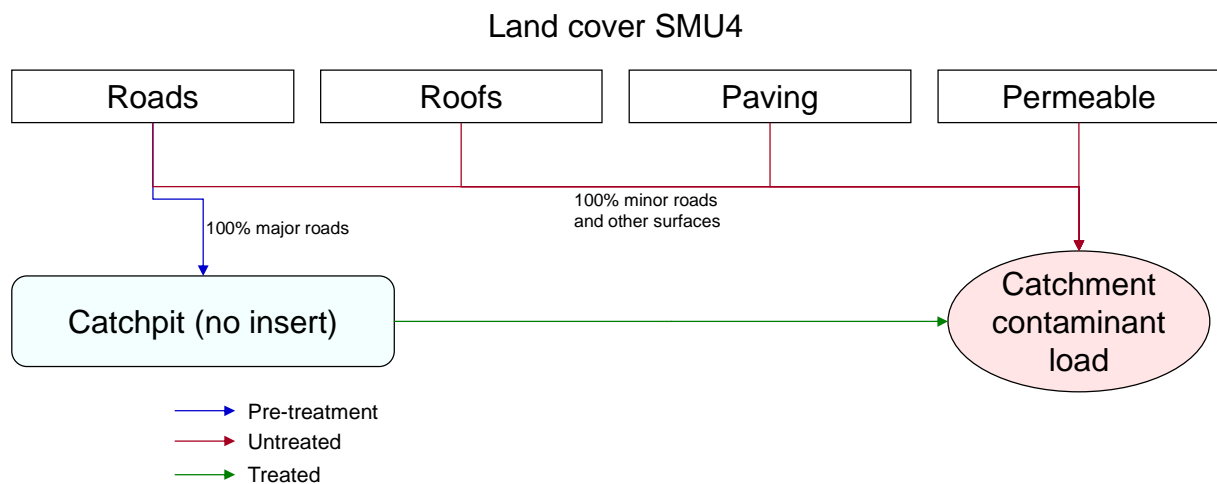 Land cover SMU4
Roads
Roofs
Paving
Permeable
100% minor roads
and other surfaces
100% major roads
Catchpit (no insert)
Catchment
contaminant
load
Pre-treatment
Untreated
Treated